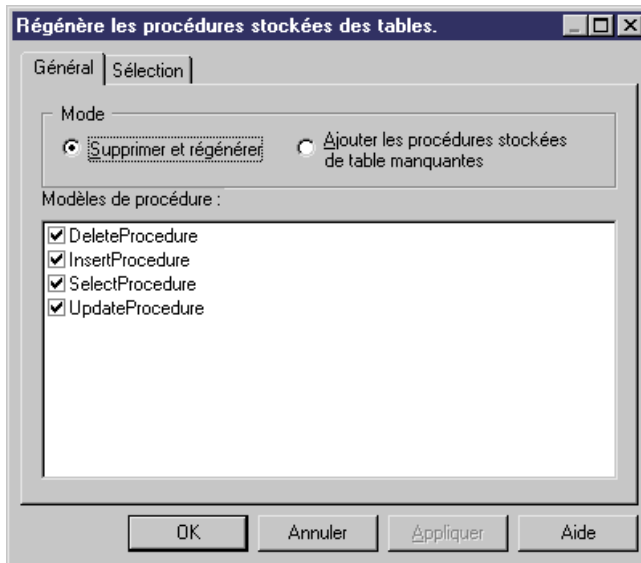 Régénère les procédures stockées des tables.
Général
Sélection
Mode
Supprimer et régénérer
Ajouter les procédures stockées
de table manquantes
Modèles de procédure :
DeleteProcedure
InsertProcedure
SelectProcedure
UpdateProcedure
OK
Annuler
Appliquer
Aide